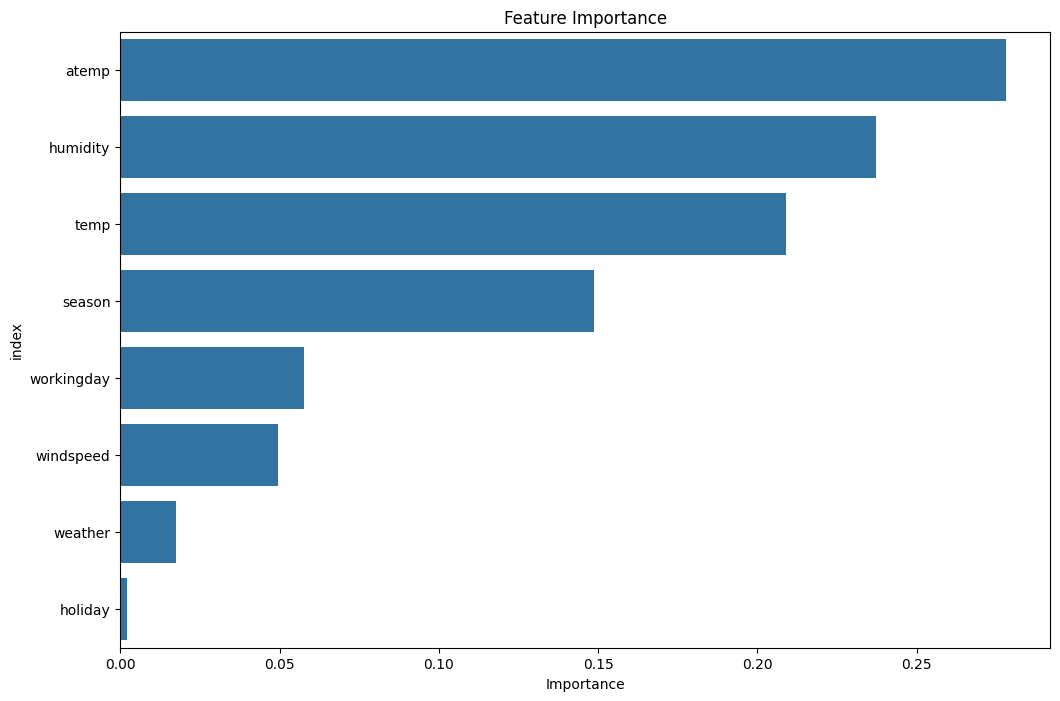 Feature Importance
atemp
humidity
temp
season
workingday
windspeed
weather
holiday
index
0.00 0.05 0.10 0.15 0.20 0.25
Importance